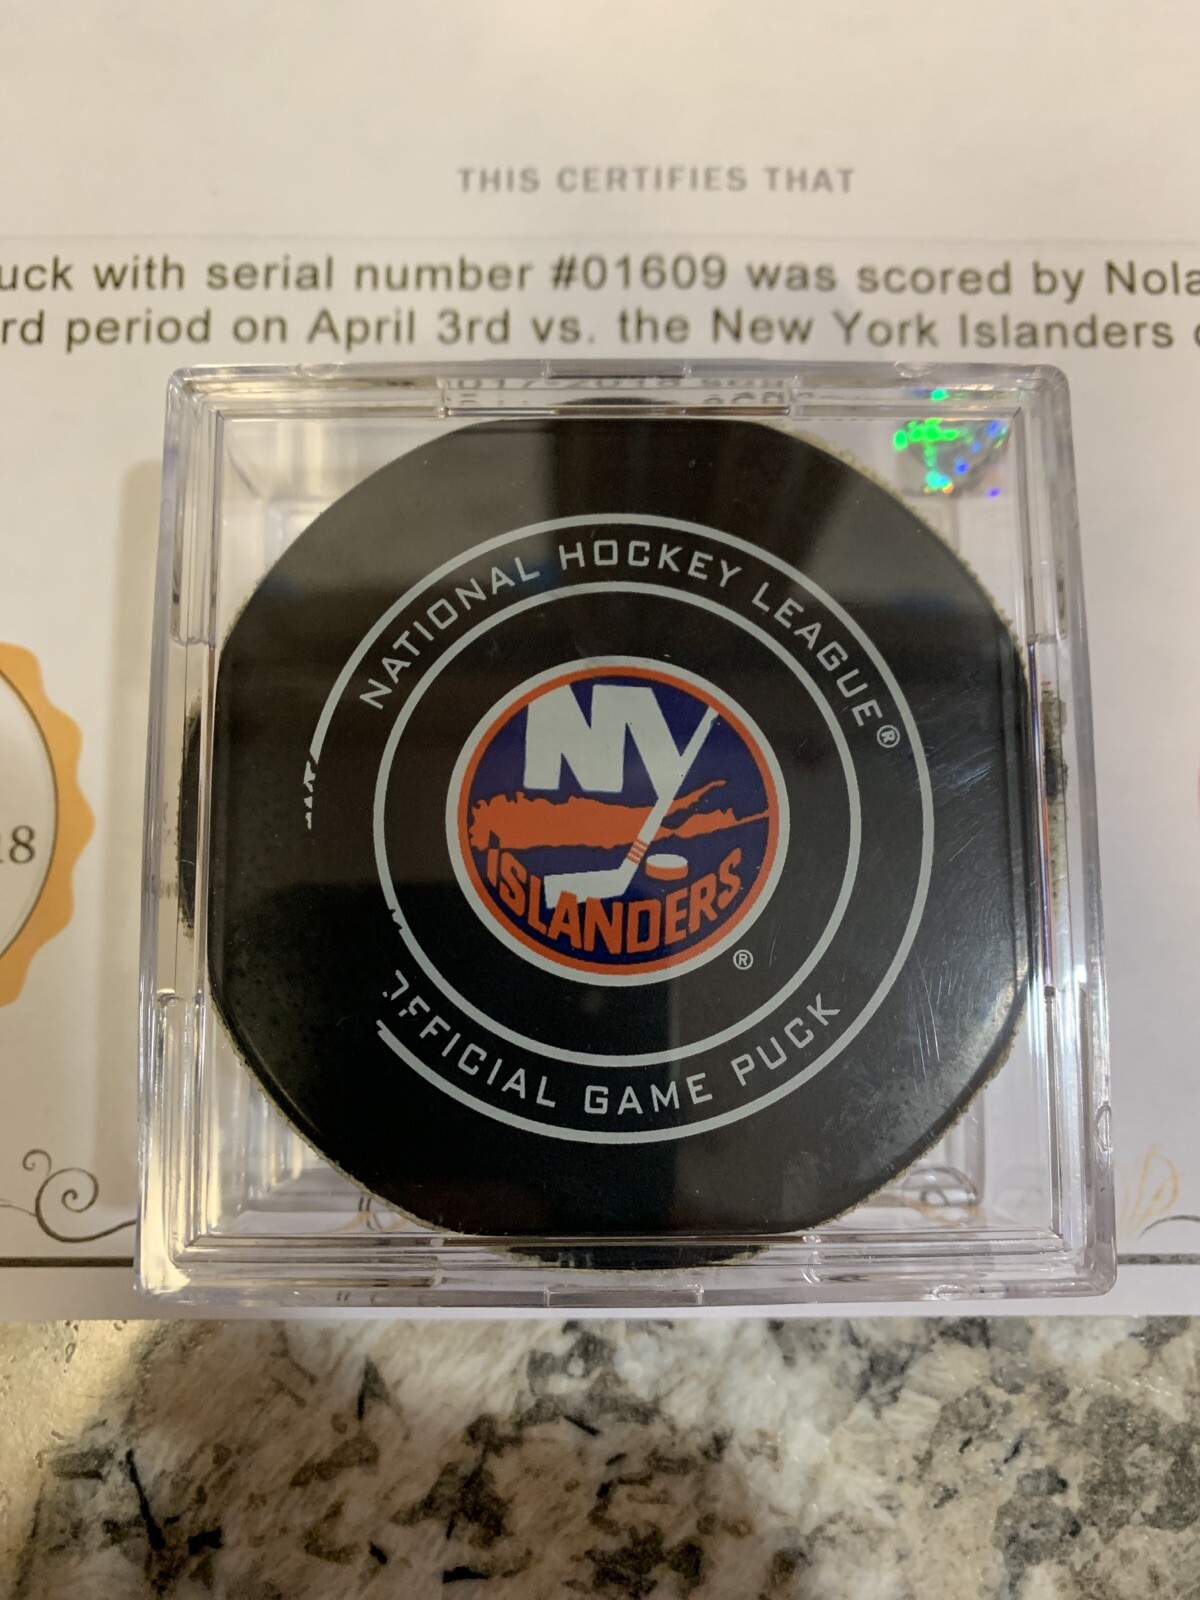 THIS CERTIFIES THAT
uck with serial number #01609 was scored by Nola
rd period on April 3rd vs. the New York Islanders
NATIONAL HOCKEY LEAGUE®
NY
ISLANDERS
®
OFFICIAL GAME PUCK
18